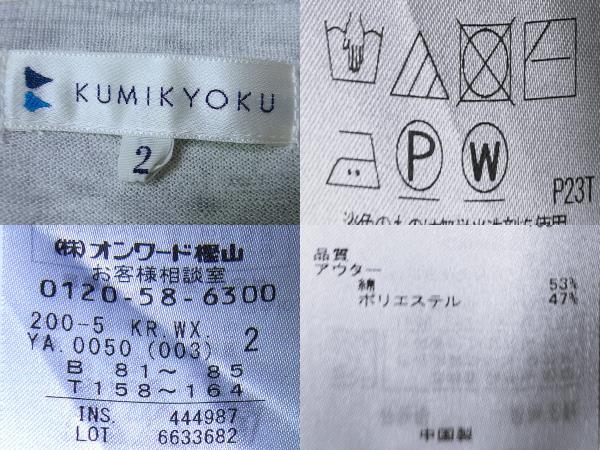 KUMIKYOKU
2
P
W
P23T
(株)オンワード樫山
お客様相談室
0120-58-6300
200-5 KR.WX.
YA.0050 (003) 2
B 81〜 85
T 158〜164
INS. 444987
LOT 6633682
品質
アウター
綿 53%
ポリエステル 47%
中国製